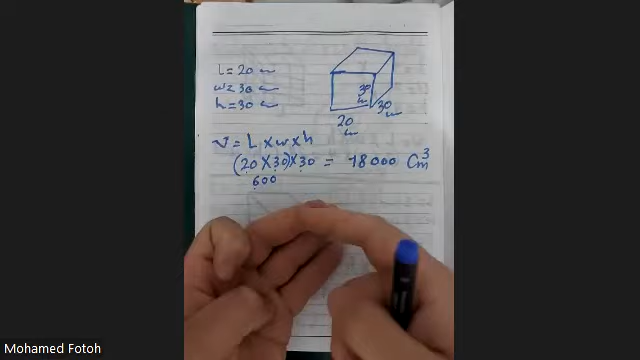 L = 20 cm
w = 30 cm
h = 30 cm
30 cm
30 cm
20 cm
V = L x w x h
(20 x 30) x 30 = 18000 Cm³
600
Mohamed Fotoh